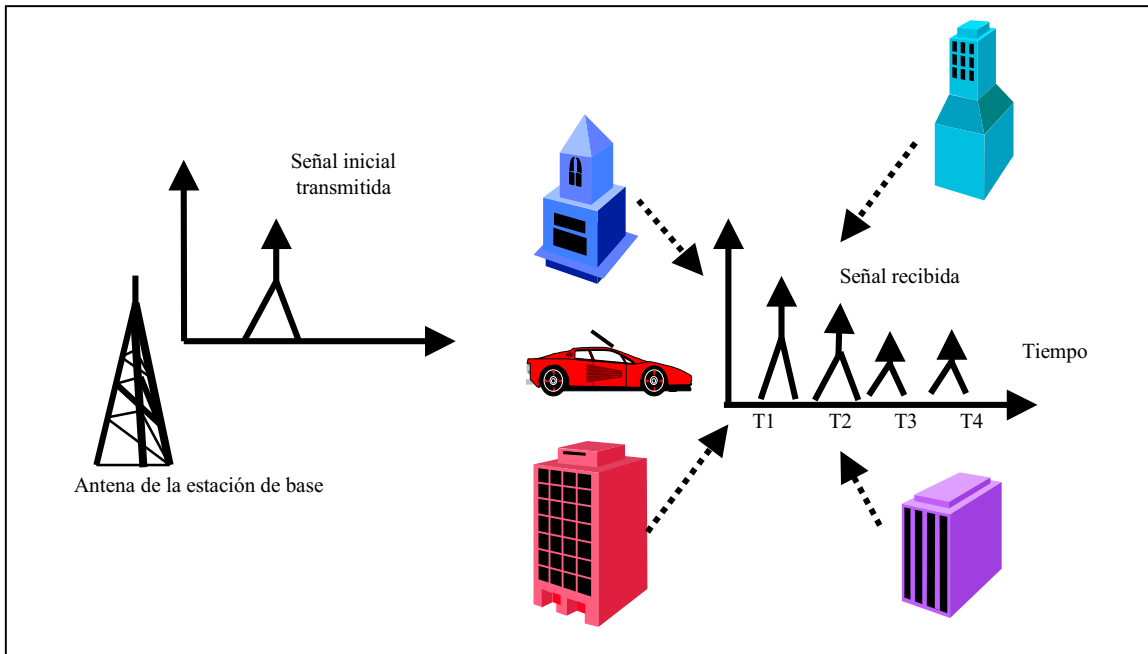 Señal inicial
transmitida
Antena de la estación de base
Señal recibida
Tiempo
T1 T2 T3 T4